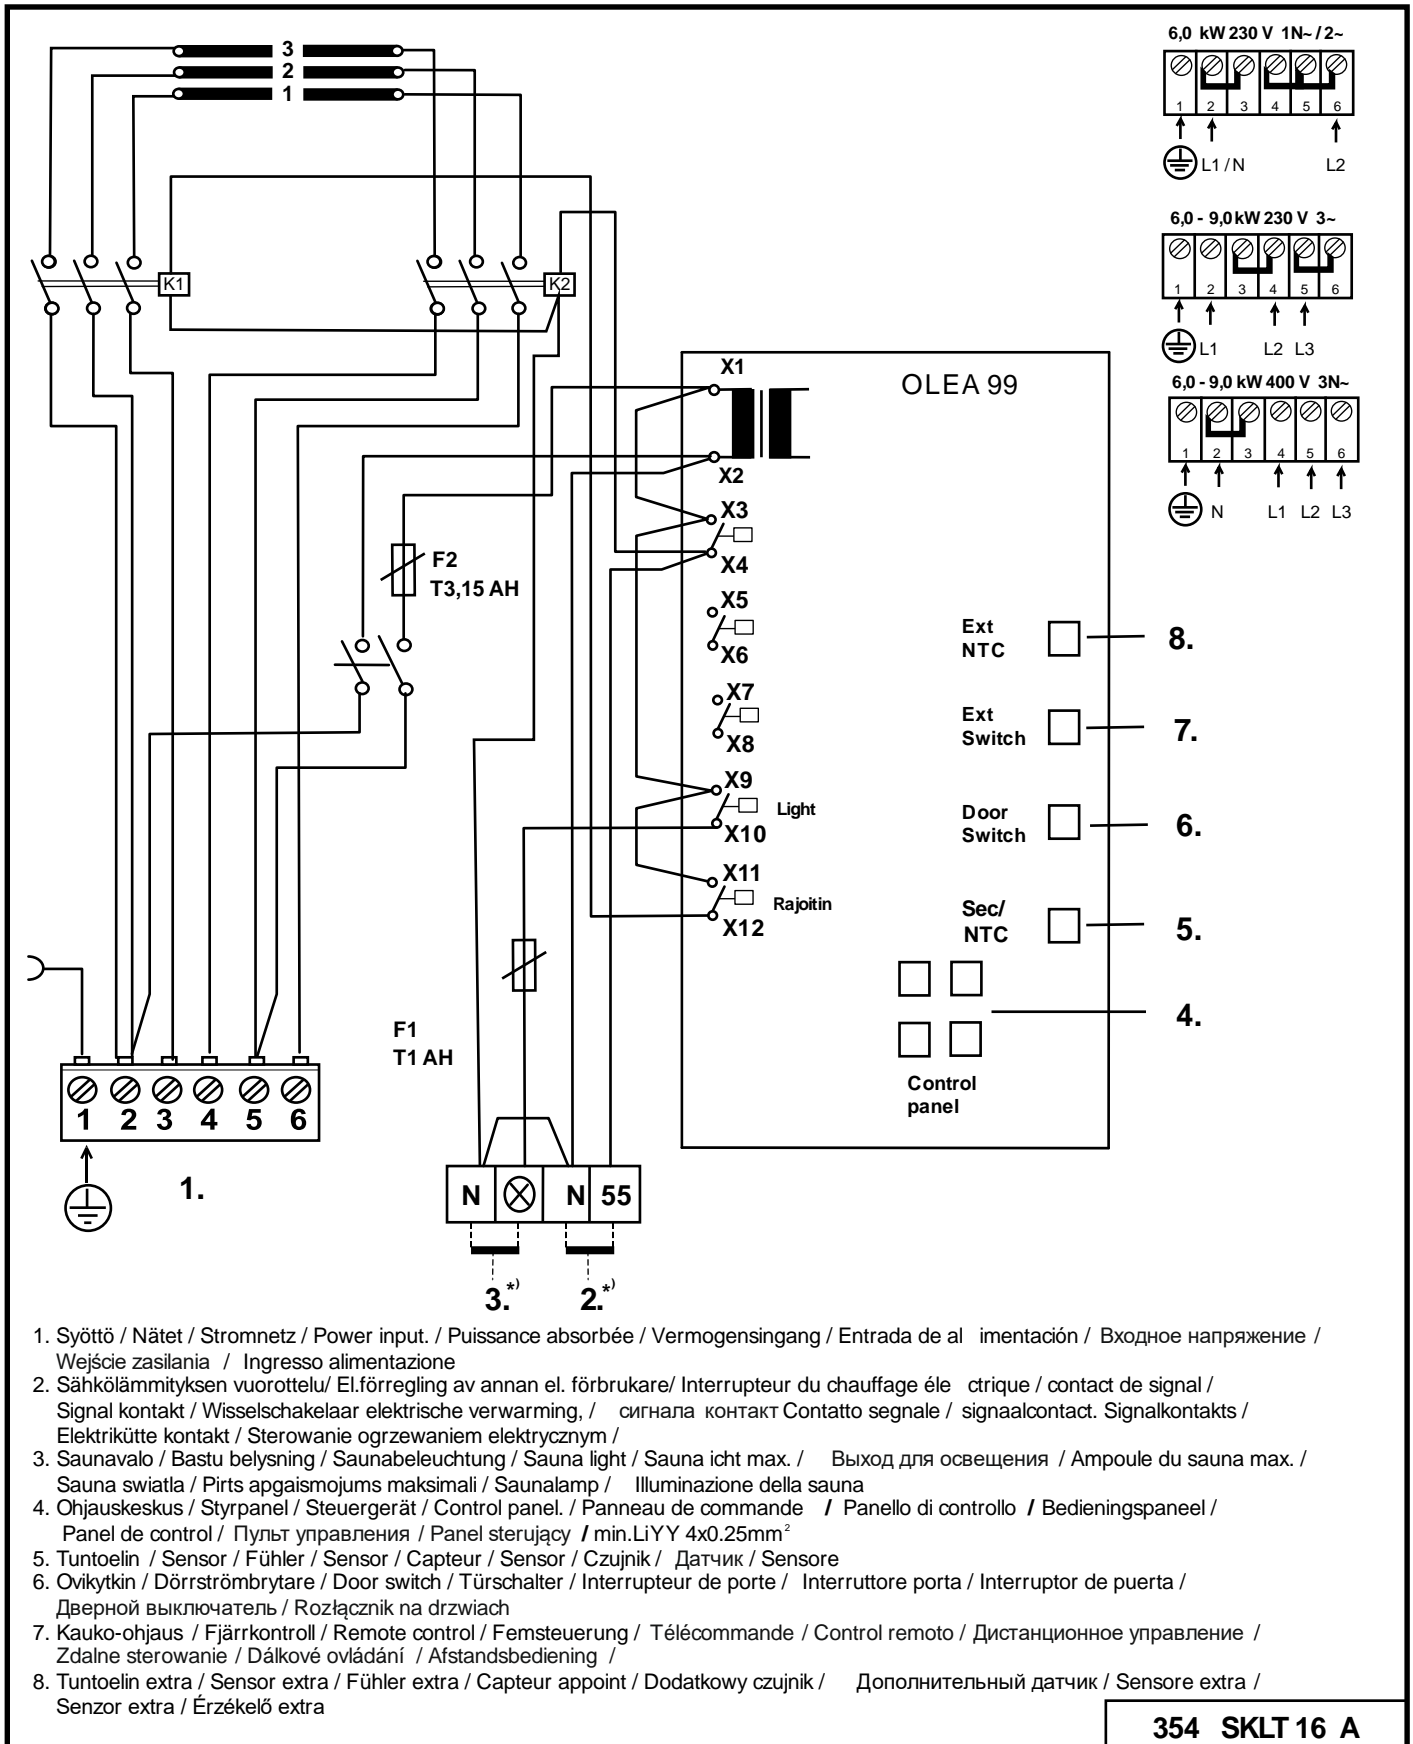 3
2
1
K1
K2
6,0 kW 230 V 1N~ / 2~
1 2 3 4 5 6
L1 / N L2
6,0 - 9,0 kW 230 V 3~
1 2 3 4 5 6
L1 L2 L3
6,0 - 9,0 kW 400 V 3N~
1 2 3 4 5 6
N L1 L2 L3
OLEA 99
X1
X2
X3
X4
X5
X6
X7
X8
X9
Light
X10
X11
Rajoitin
X12
F2
T3,15 AH
F1
T1 AH
Ext
NTC
8.
Ext
Switch
7.
Door
Switch
6.
Sec/
NTC
5.
4.
Control
panel
1 2 3 4 5 6
1.
N N 55
3.*) 2.*)
1. Syöttö / Nätet / Stromnetz / Power input. / Puissance absorbée / Vermogensingang / Entrada de al imentación / Входное напряжение /
Wejście zasilania / Ingresso alimentazione
2. Sähkölämmityksen vuorottelu/ El.förregling av annan el. förbrukare/ Interrupteur du chauffage éle ctrique / contact de signal /
Signal kontakt / Wisselschakelaar elektrische verwarming, / сигнала контакт Contatto segnale / signaalcontact. Signalkontakts /
Elektrikütte kontakt / Sterowanie ogrzewaniem elektrycznym /
3. Saunavalo / Bastu belysning / Saunabeleuchtung / Sauna light / Sauna icht max. / Выход для освещения / Ampoule du sauna max. /
Sauna swiatla / Pirts apgaismojums maksimali / Saunalamp / Illuminazione della sauna
4. Ohjauskeskus / Styrpanel / Steuergerät / Control panel. / Panneau de commande / Panello di controllo / Bedieningspaneel /
Panel de control / Пульт управления / Panel sterujący / min.LiYY 4x0.25mm²
5. Tuntoelin / Sensor / Fühler / Sensor / Capteur / Sensor / Czujnik / Датчик / Sensore
6. Ovikytkin / Dörrströmbrytare / Door switch / Türschalter / Interrupteur de porte / Interruttore porta / Interruptor de puerta /
Дверной выключатель / Rozłącznik na drzwiach
7. Kauko-ohjaus / Fjärrkontroll / Remote control / Fernsteuerung / Télécommande / Control remoto / Дистанционное управление /
Zdalne sterowanie / Dálkové ovládání / Afstandsbediening /
8. Tuntoelin extra / Sensor extra / Fühler extra / Capteur appoint / Dodatkowy czujnik / Дополнительный датчик / Sensore extra /
Senzor extra / Érzékelő extra
354 SKLT 16 A